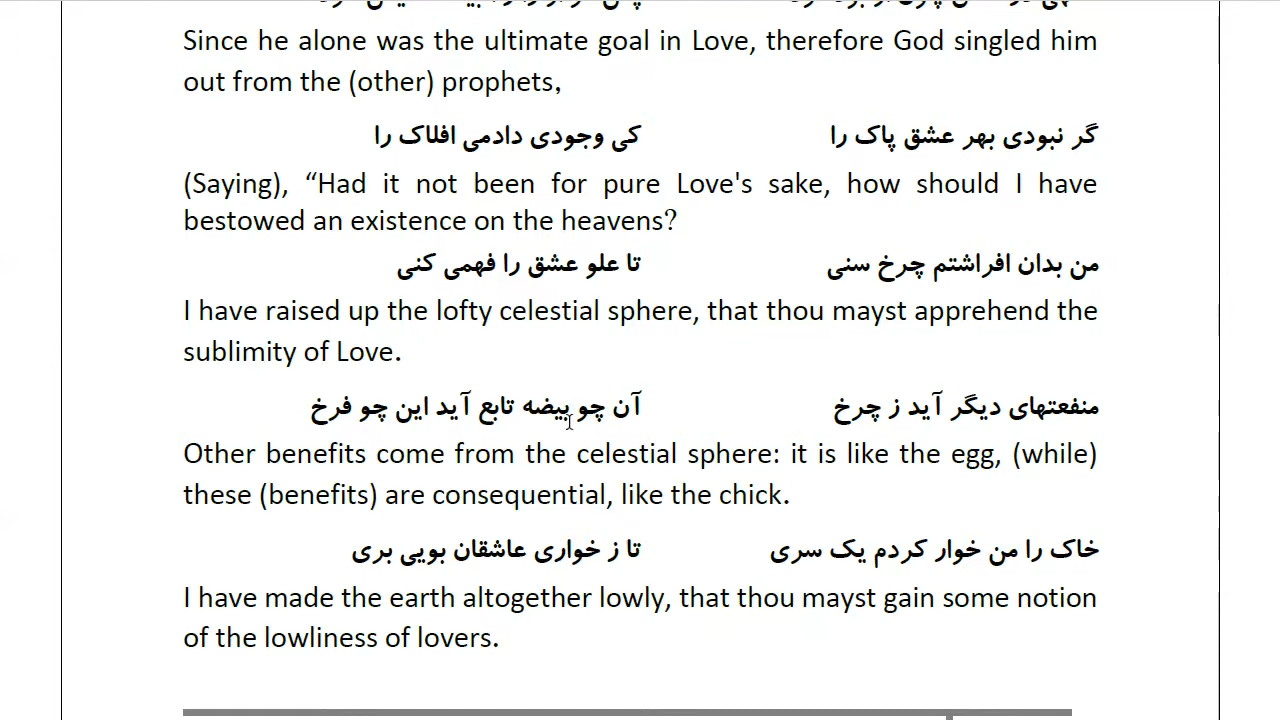 Since he alone was the ultimate goal in Love, therefore God singled him
out from the (other) prophets,
گر نبودی بهر عشق پاک را کی وجودی دادمی افلاک را
(Saying), “Had it not been for pure Love's sake, how should I have
bestowed an existence on the heavens?
من بدان افراشتم چرخ سنی تا علو عشق را فهمی کنی
I have raised up the lofty celestial sphere, that thou mayst apprehend the
sublimity of Love.
منفعتهای دیگر آید ز چرخ آن چو بیضه تابع آید این چو فرخ
Other benefits come from the celestial sphere: it is like the egg, (while)
these (benefits) are consequential, like the chick.
خاک را من خوار کردم یک سری تا ز خواری عاشقان بویی بری
I have made the earth altogether lowly, that thou mayst gain some notion
of the lowliness of lovers.